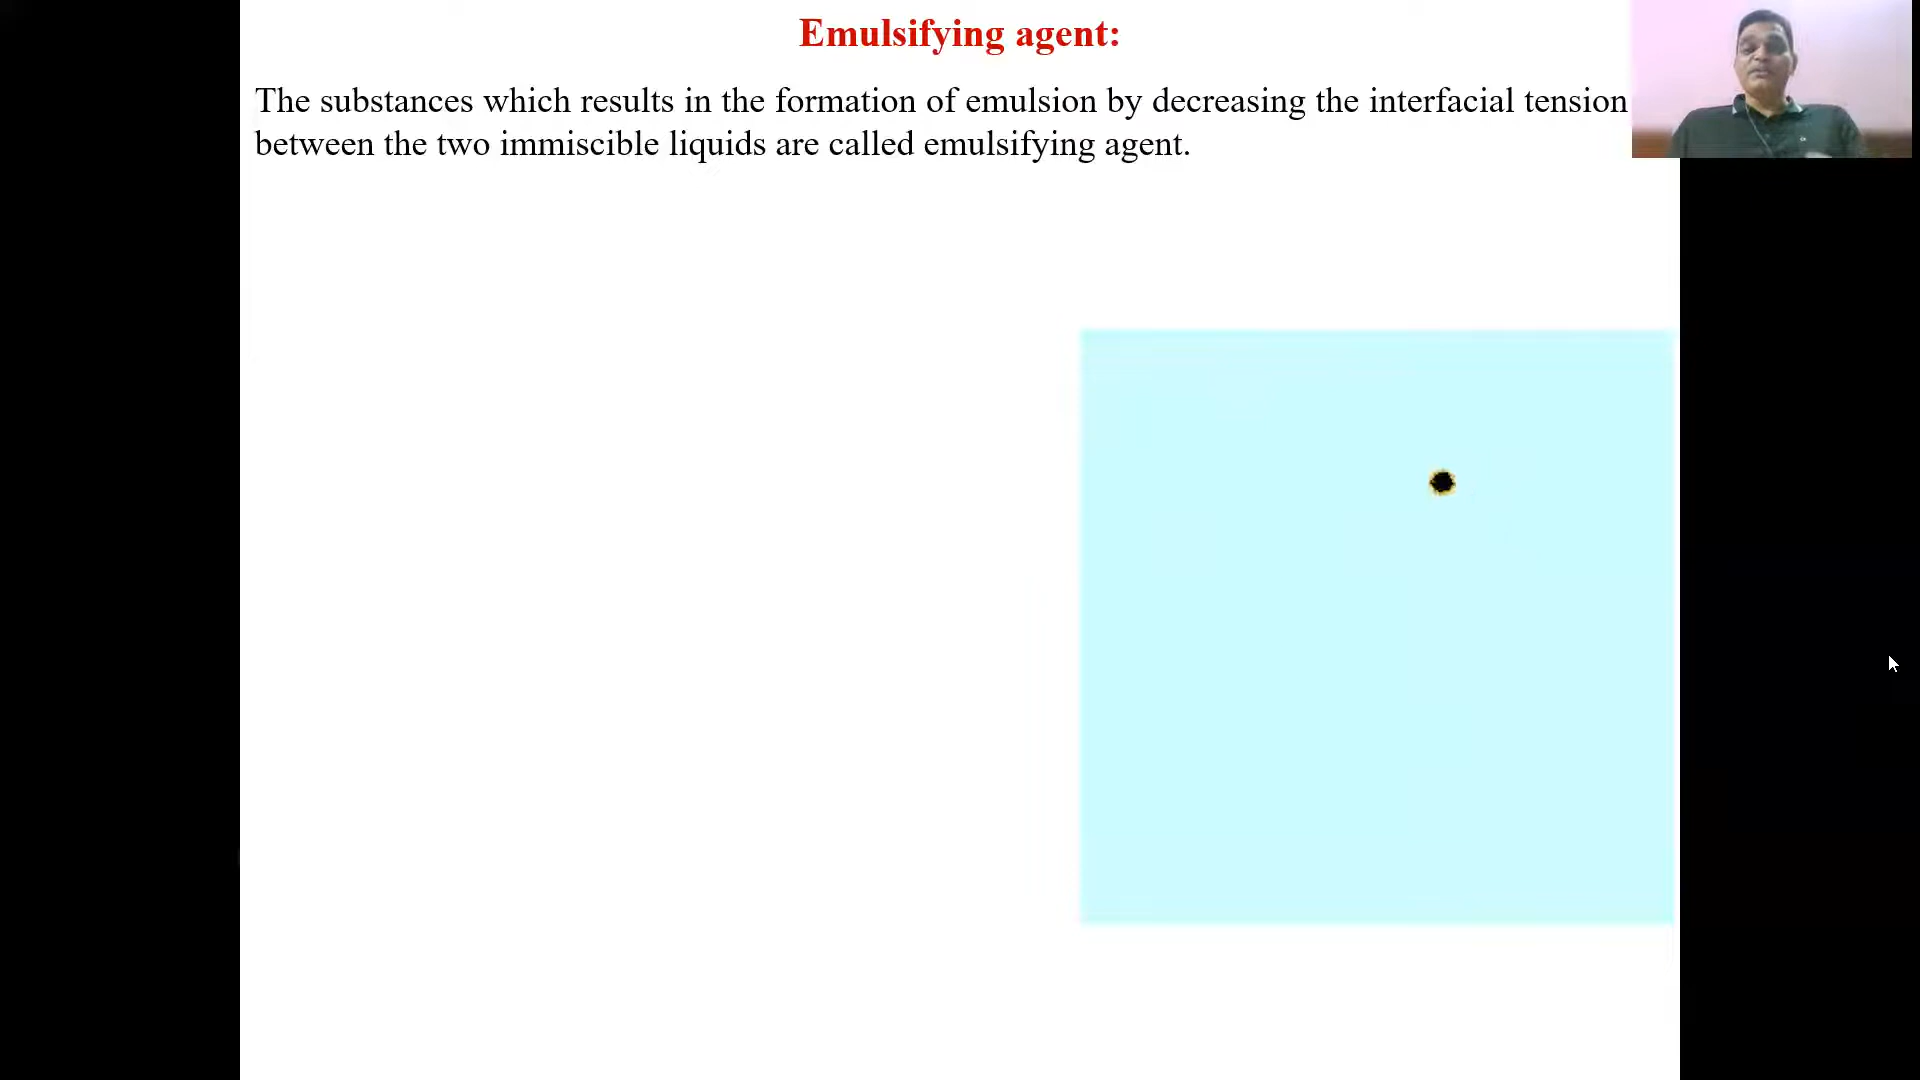 Emulsifying agent:
The substances which results in the formation of emulsion by decreasing the interfacial tension
between the two immiscible liquids are called emulsifying agent.